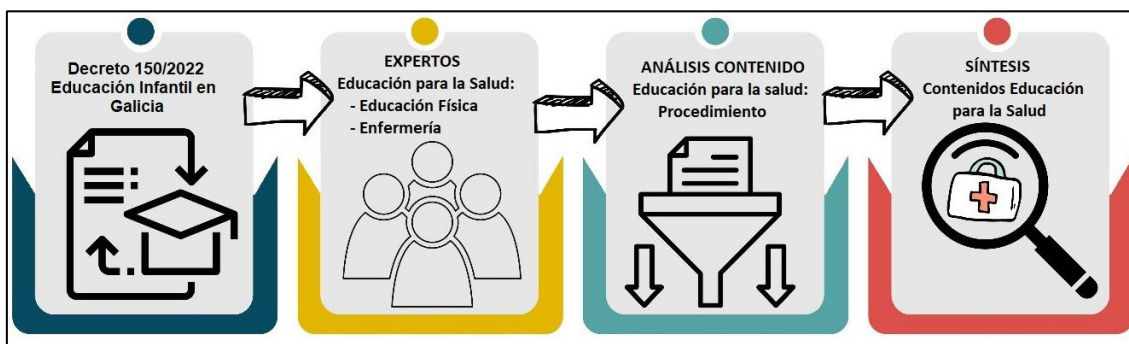 Decreto 150/2022
Educación Infantil en
Galicia
EXPERTOS
Educación para la Salud:
- Educación Física
- Enfermería
ANÁLISIS CONTENIDO
Educación para la salud:
Procedimiento
SÍNTESIS
Contenidos Educación
para la Salud